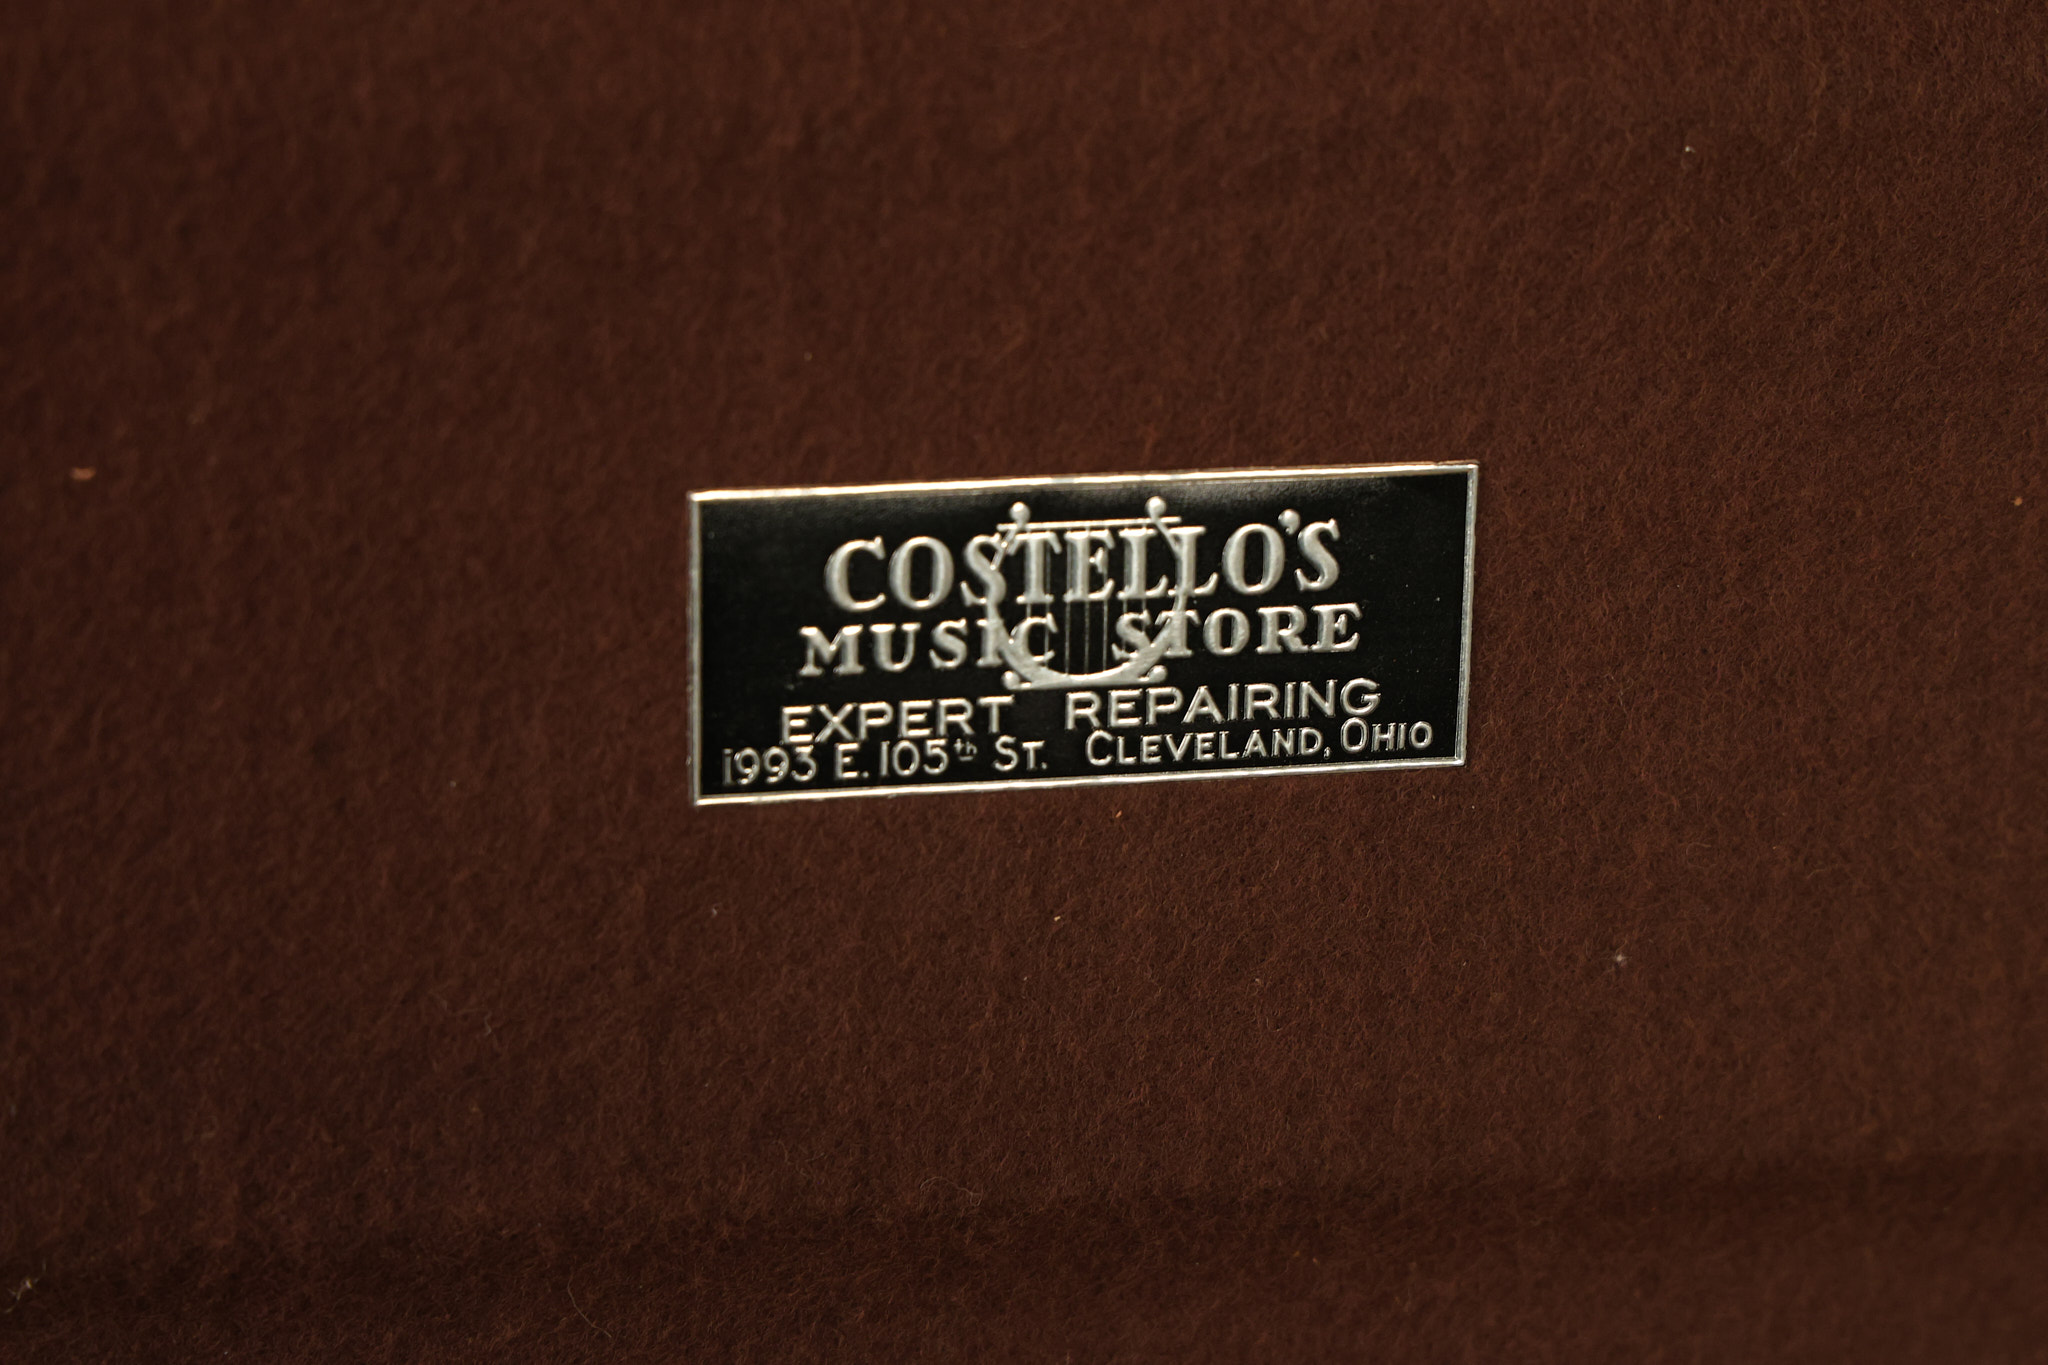 COSTELLO'S
MUSIC STORE
EXPERT REPAIRING
1993 E. 105th ST. CLEVELAND, OHIO